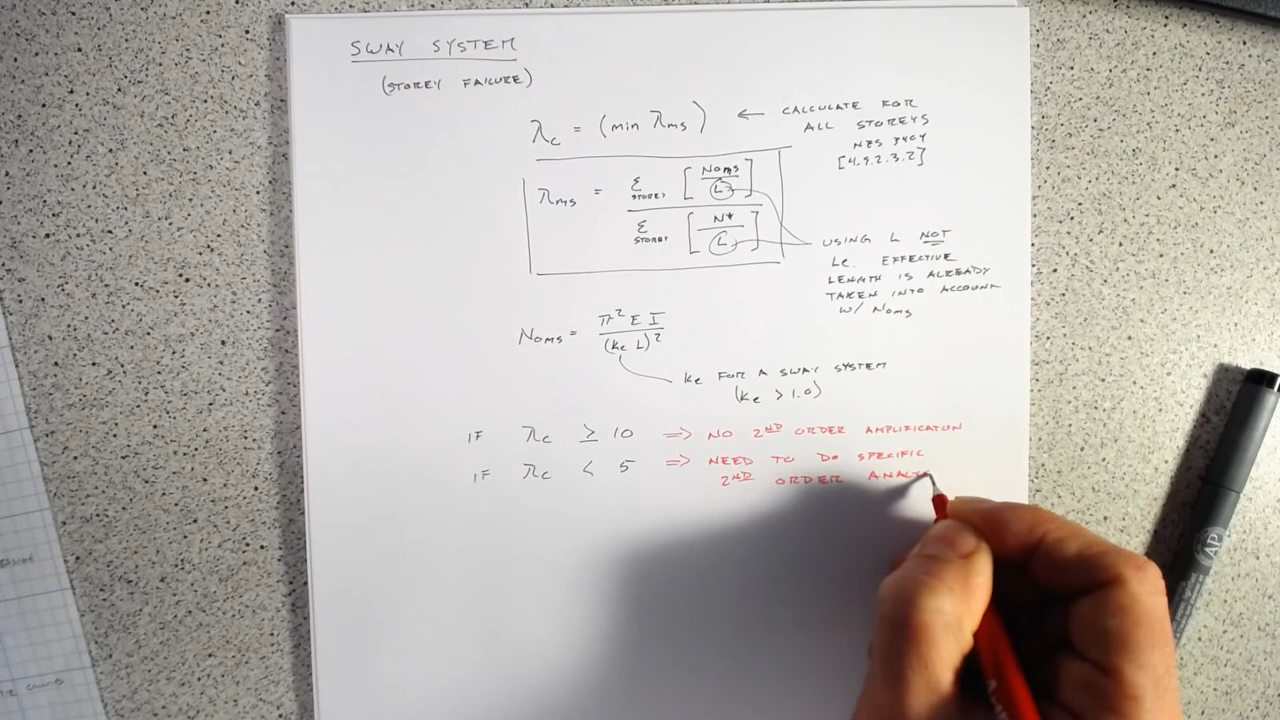 SWAY SYSTEM
(STOREY FAILURE)
λc = (min λms) ← CALCULATE FOR
ALL STOREYS
NZS 3404
[4.9.2.3.2]
λms = Σ STOREY [Noms / L] / Σ STOREY [N* / L]
USING L NOT
Le. EFFECTIVE
LENGTH IS ALREADY
TAKEN INTO ACCOUNT
W/ Noms
Noms = π² E I / (ke L)²
ke FOR A SWAY SYSTEM
(ke > 1.0)
IF λc ≥ 10 => NO 2ND ORDER AMPLIFICATON
IF λc < 5 => NEED TO DO SPECIFIC
2ND ORDER ANALYS
AP